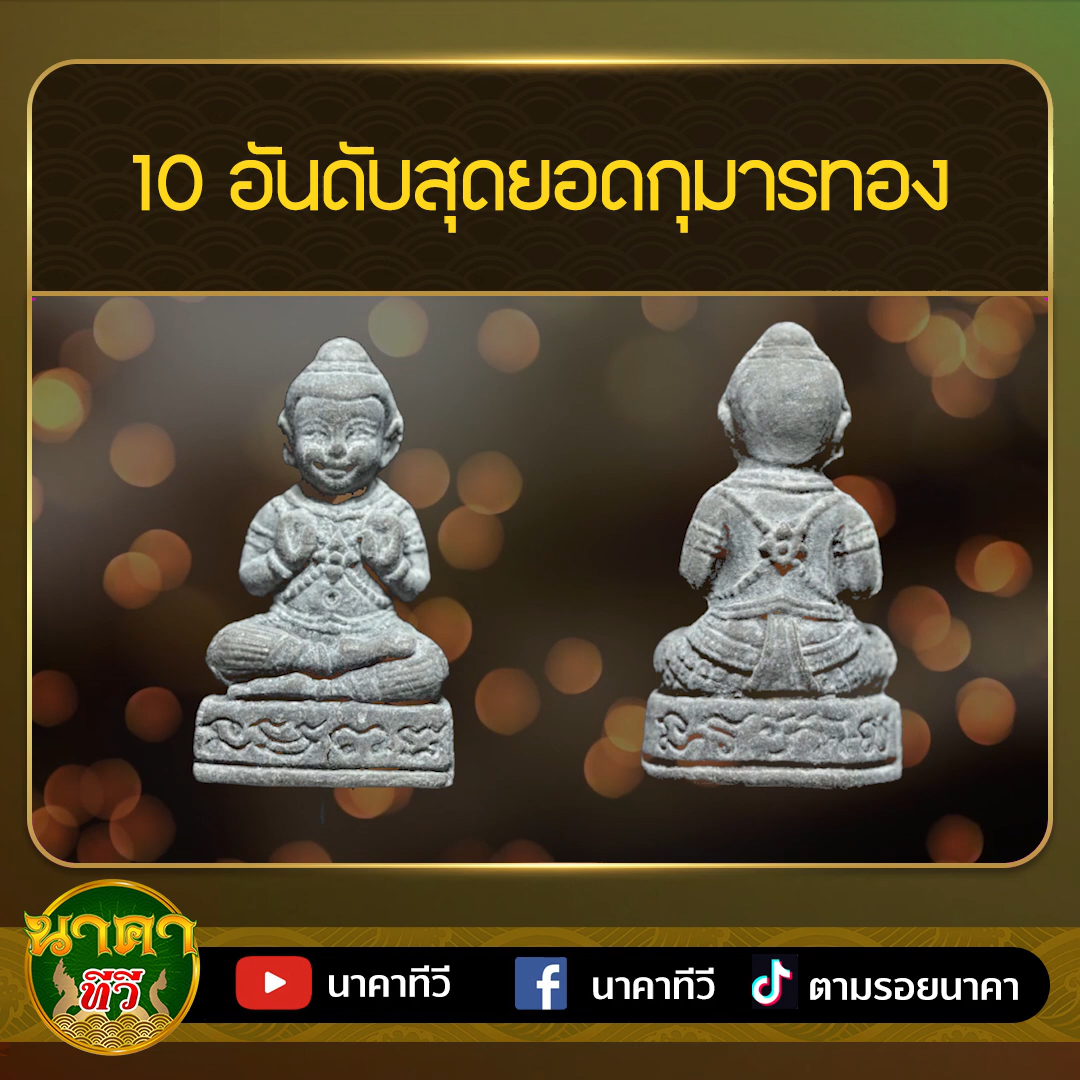 10 อันดับสุดยอดกุมารทอง
นาคา
ทีวี
นาคาทีวี
นาคาทีวี
ตามรอยนาคา